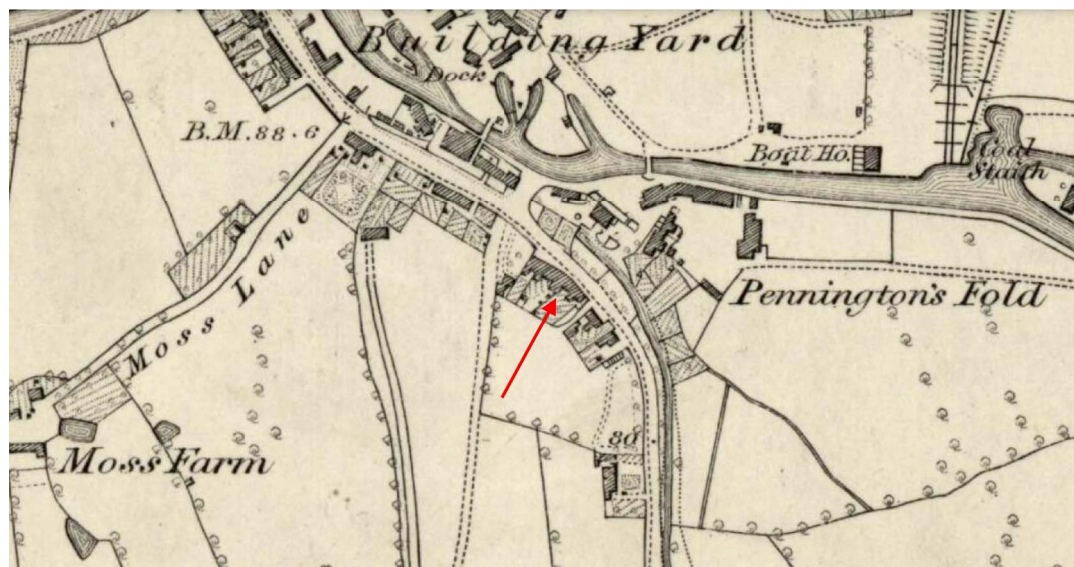 Building Yard
Dock
B.M.88.6
Boat Ho.
Coal
Staith
Moss Lane
Pennington's Fold
80
Moss Farm